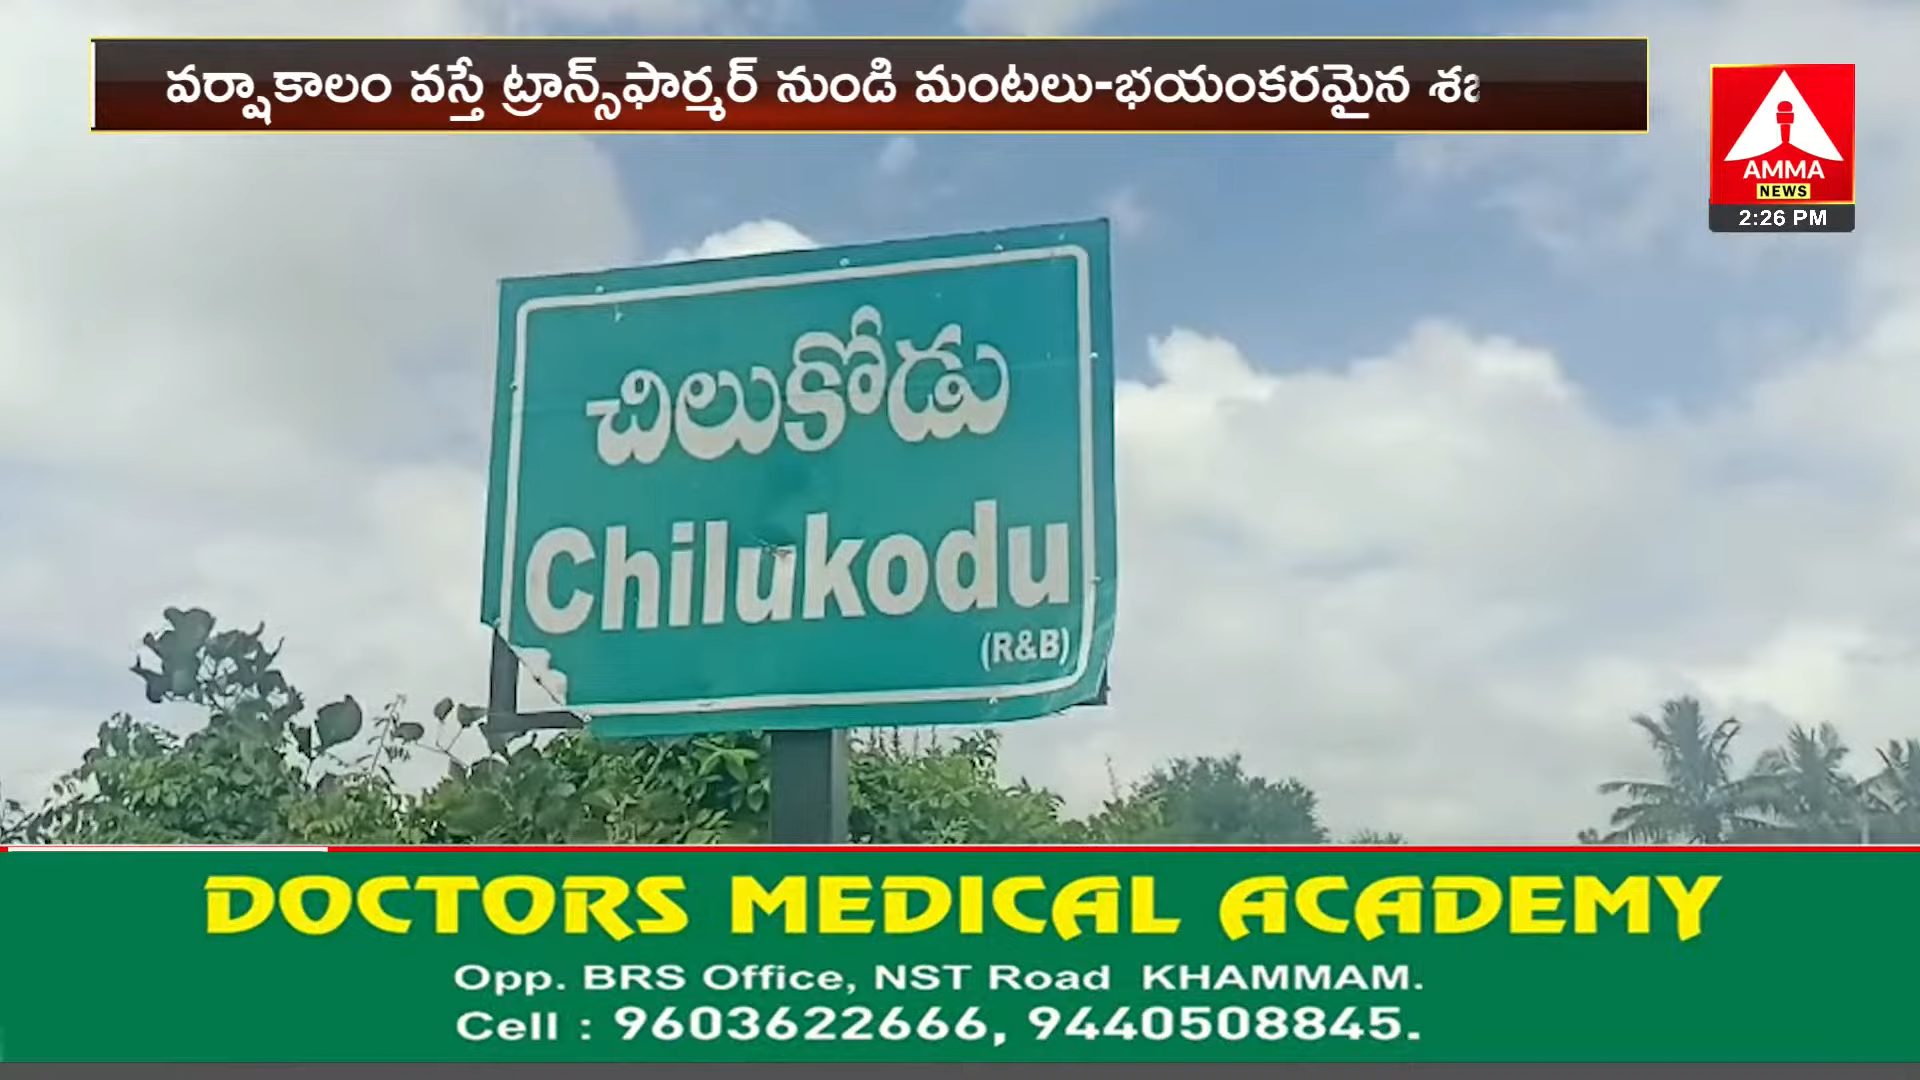 వర్షాకాలం వస్తే ట్రాన్స్‌ఫార్మర్ నుండి మంటలు-భయంకరమైన
AMMA
NEWS
2:26 PM
చిలుకోడు
Chilukodu
(R&B)
DOCTORS MEDICAL ACADEMY
Opp. BRS Office, NST Road KHAMMAM.
Cell : 9603622666, 9440508845.